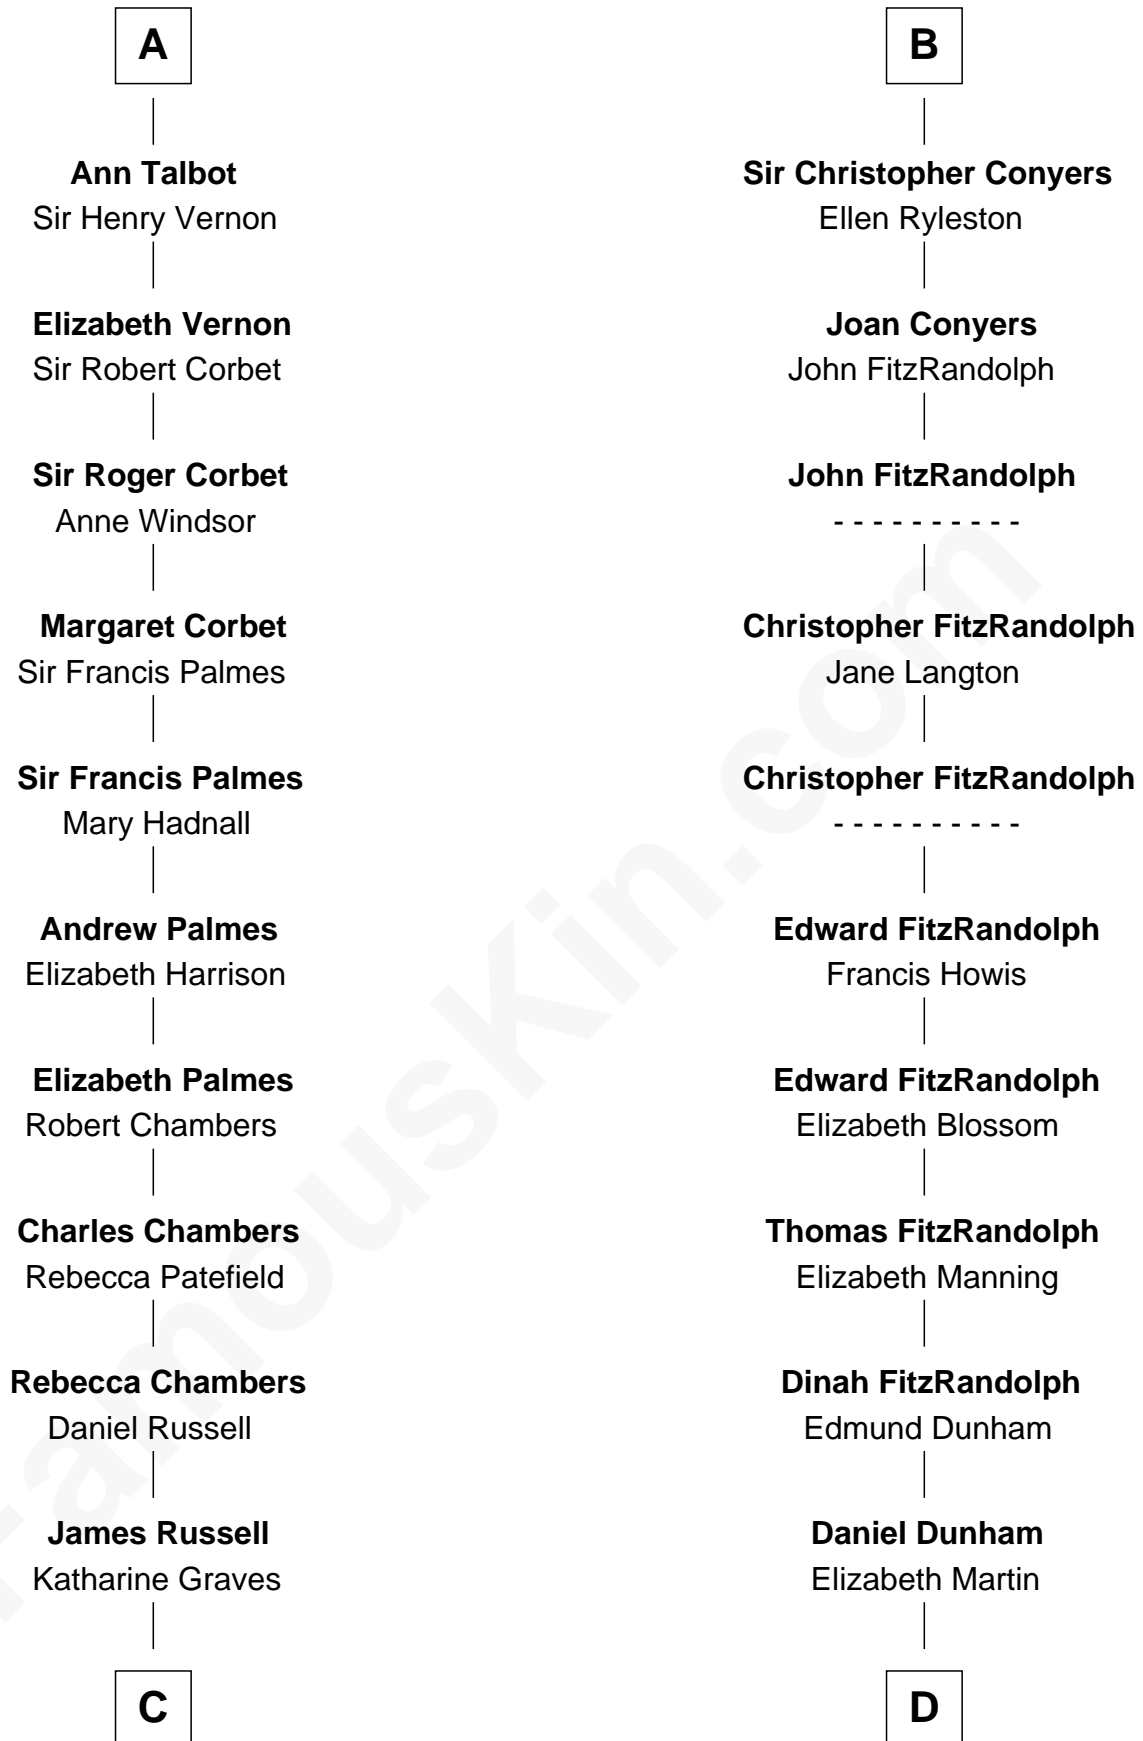 A
Ann Talbot
Sir Henry Vernon
Elizabeth Vernon
Sir Robert Corbet
Sir Roger Corbet
Anne Windsor
Margaret Corbet
Sir Francis Palmes
Sir Francis Palmes
Mary Hadnall
Andrew Palmes
Elizabeth Harrison
Elizabeth Palmes
Robert Chambers
Charles Chambers
Rebecca Patefield
Rebecca Chambers
Daniel Russell
James Russell
Katharine Graves
C
B
Sir Christopher Conyers
Ellen Ryleston
Joan Conyers
John FitzRandolph
John FitzRandolph
- - - - - - - - - -
Christopher FitzRandolph
Jane Langton
Christopher FitzRandolph
- - - - - - - - - -
Edward FitzRandolph
Francis Howis
Edward FitzRandolph
Elizabeth Blossom
Thomas FitzRandolph
Elizabeth Manning
Dinah FitzRandolph
Edmund Dunham
Daniel Dunham
Elizabeth Martin
D
FamousKin.com